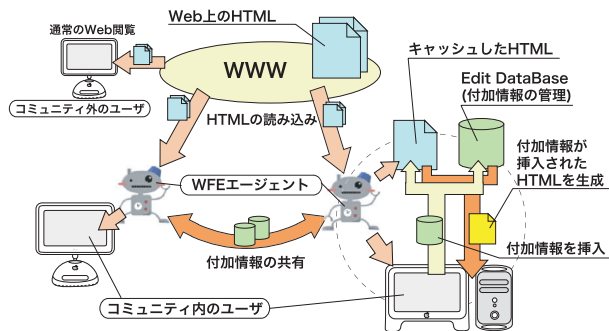 通常のWeb閲覧
Web上のHTML
WWW
キャッシュしたHTML
Edit DataBase
(付加情報の管理)
コミュニティ外のユーザ
HTMLの読み込み
付加情報が
挿入された
HTMLを生成
WFEエージェント
付加情報の共有
付加情報を挿入
コミュニティ内のユーザ